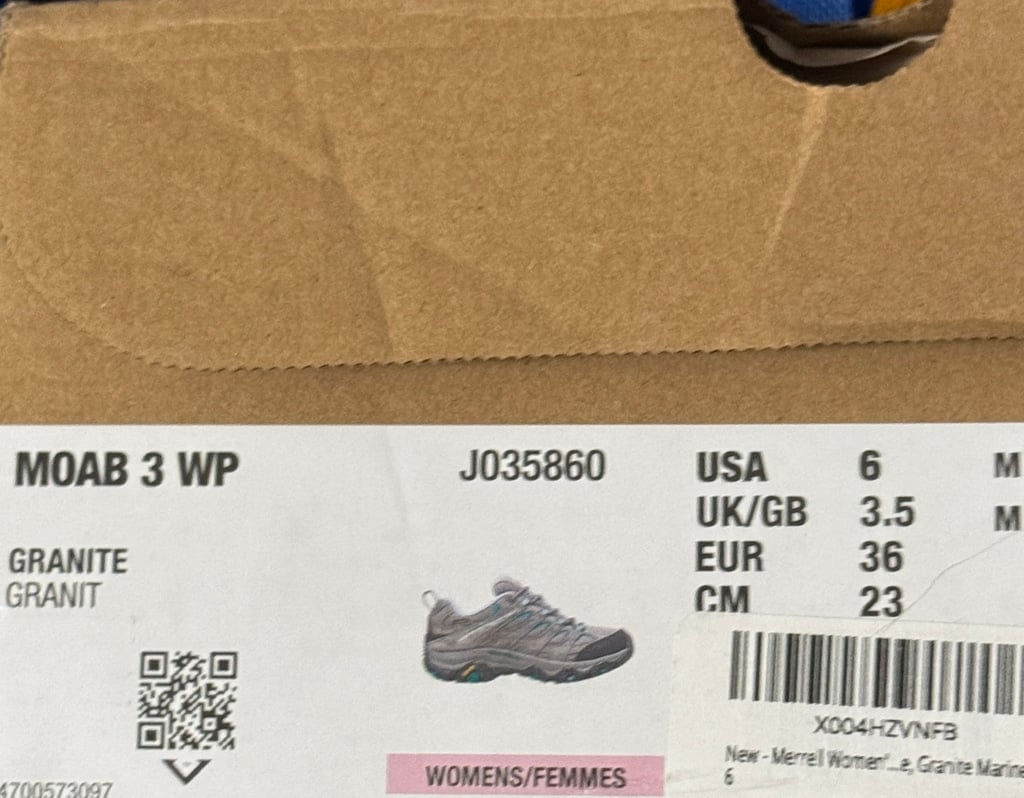 MOAB 3 WP
J035860
USA 6 M
UK/GB 3.5 M
EUR 36
CM 23
GRANITE
GRANIT
X004HZVNFB
New - Merrell Women'...e, Granite Marine
6
WOMENS/FEMMES
4700573097